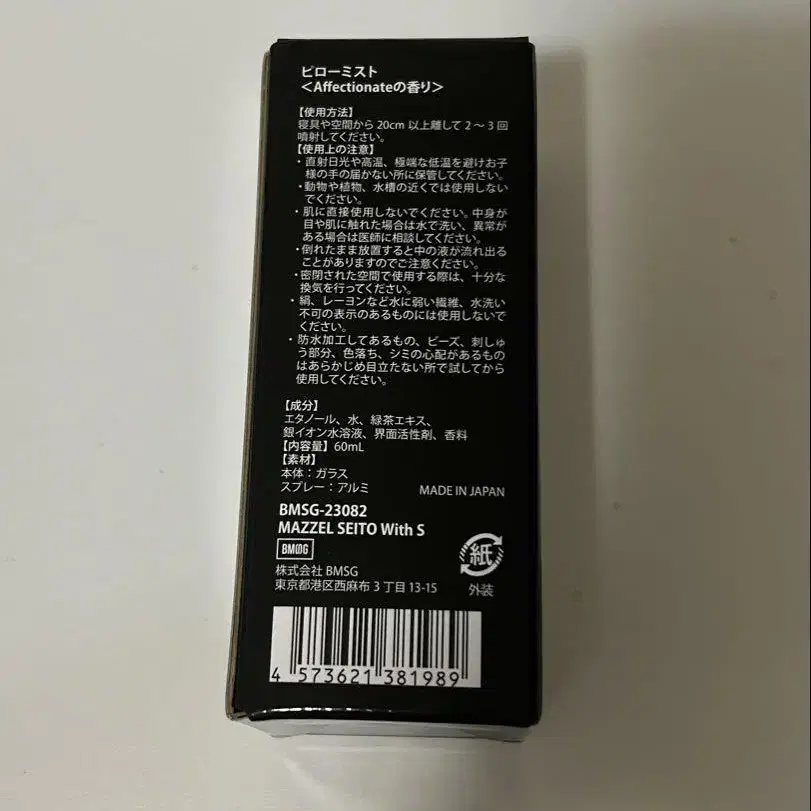 ピローミスト
＜Affectionateの香り＞
【使用方法】
寝具や空間から 20cm 以上離して 2 ～ 3 回
噴射してください。
【使用上の注意】
・直射日光や高温、極端な低温を避けお子
様の手の届かない所に保管してください。
・動物や植物、水槽の近くでは使用しない
でください。
・肌に直接使用しないでください。中身が
目や肌に触れた場合は水で洗い、異常が
ある場合は医師に相談してください。
・倒れたまま放置すると中の液が流れ出る
ことがありますのでご注意ください。
・密閉された空間で使用する際は、十分な
換気を行ってください。
・絹、レーヨンなど水に弱い繊維、水洗い
不可の表示のあるものには使用しないで
ください。
・防水加工してあるもの、ビーズ、刺しゅ
う部分、色落ち、シミの心配があるもの
はあらかじめ目立たない所で試してから
使用してください。
【成分】
エタノール、水、緑茶エキス、
銀イオン水溶液、界面活性剤、香料
【内容量】60mL
【素材】
本体：ガラス
スプレー：アルミ
MADE IN JAPAN
BMSG-23082
MAZZEL SEITO With S
BMSG
株式会社 BMSG
東京都港区西麻布 3 丁目 13-15
紙
外装
4 573621 381989